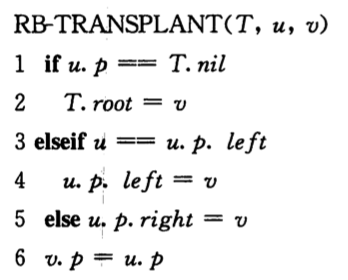 RB-TRANSPLANT(T, u, v)
1 if u. p == T. nil
2 T. root = v
3 elseif u == u. p. left
4 u. p. left = v
5 else u. p. right = v
6 v. p = u. p